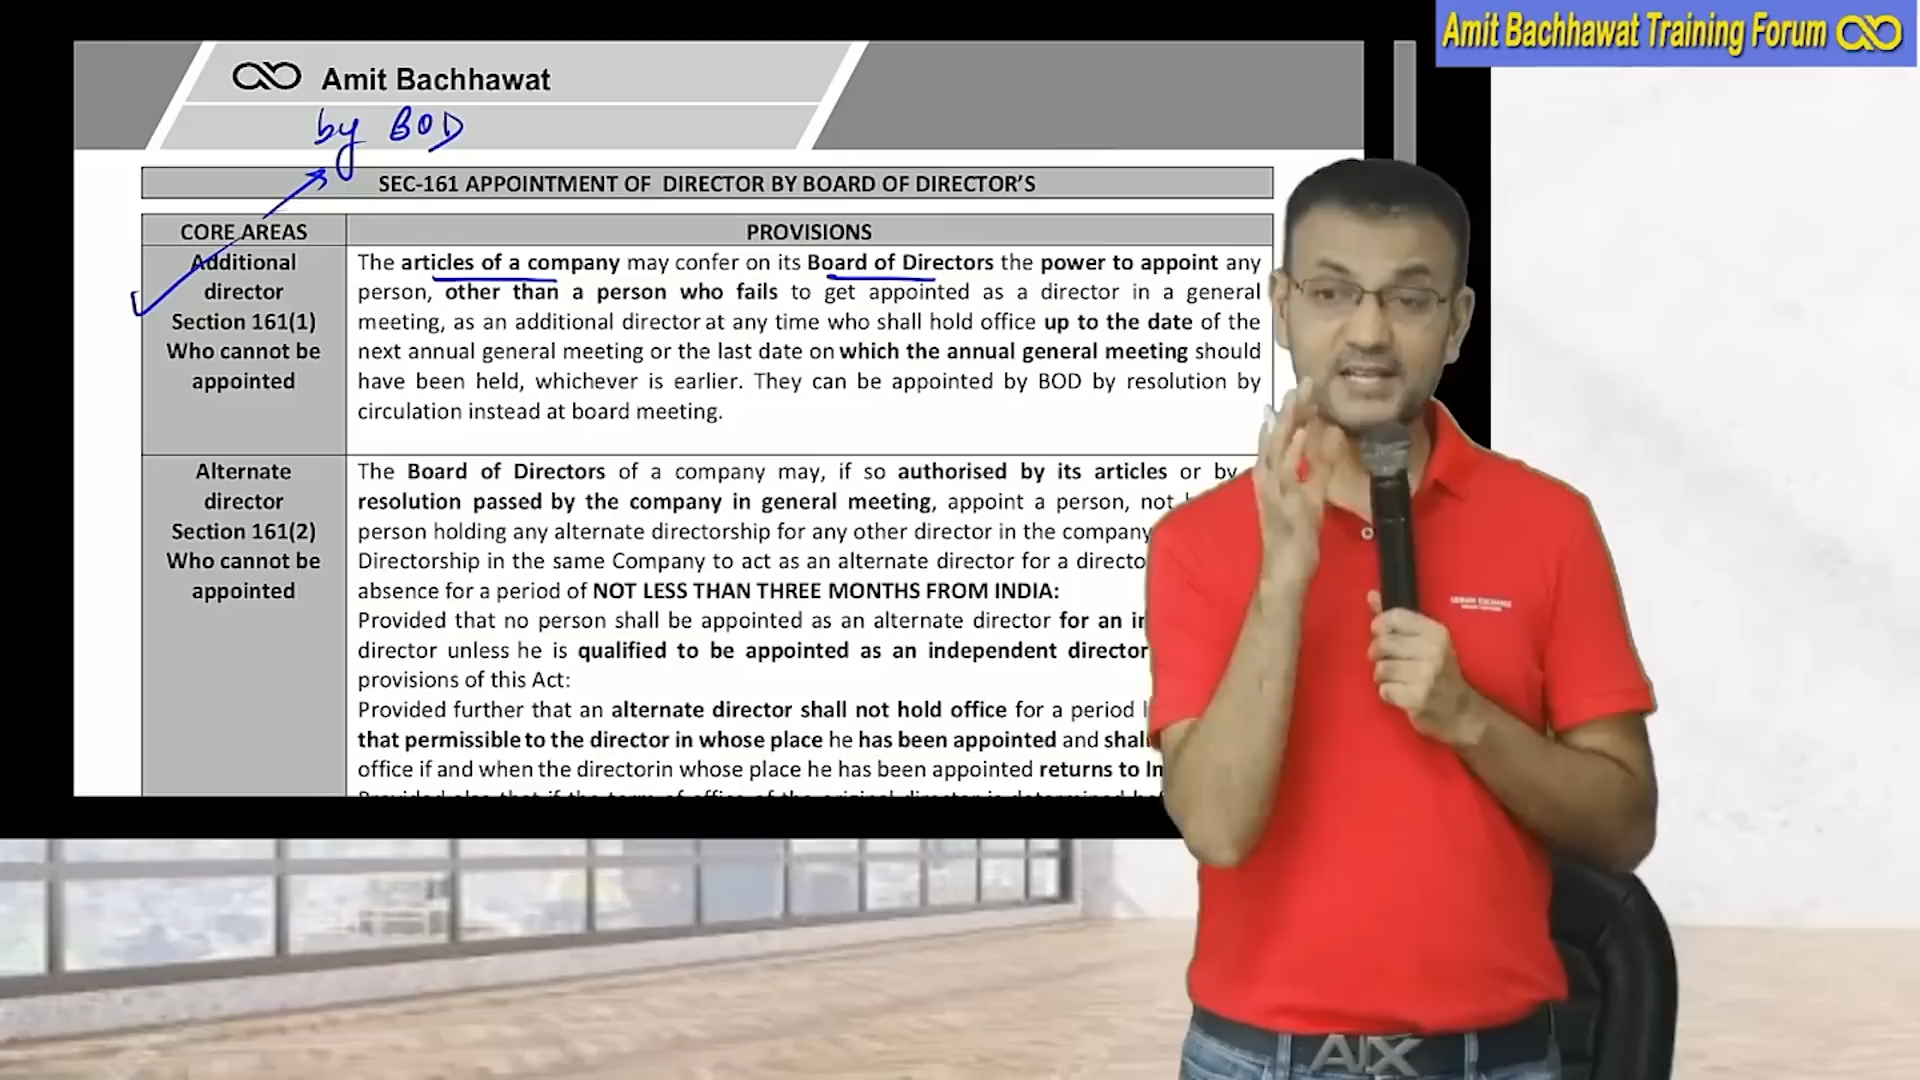 Amit Bachhawat Training Forum
Amit Bachhawat
by BOD
SEC-161 APPOINTMENT OF DIRECTOR BY BOARD OF DIRECTOR'S
CORE AREAS
PROVISIONS
Additional
director
Section 161(1)
Who cannot be
appointed
The articles of a company may confer on its Board of Directors the power to appoint any
person, other than a person who fails to get appointed as a director in a general
meeting, as an additional director at any time who shall hold office up to the date of the
next annual general meeting or the last date on which the annual general meeting should
have been held, whichever is earlier. They can be appointed by BOD by resolution by
circulation instead at board meeting.
Alternate
director
Section 161(2)
Who cannot be
appointed
The Board of Directors of a company may, if so authorised by its articles or by
resolution passed by the company in general meeting, appoint a person, not
person holding any alternate directorship for any other director in the company
Directorship in the same Company to act as an alternate director for a
absence for a period of NOT LESS THAN THREE MONTHS FROM INDIA:
Provided that no person shall be appointed as an alternate director for an
director unless he is qualified to be appointed as an independent director
provisions of this Act:
Provided further that an alternate director shall not hold office for a period
that permissible to the director in whose place he has been appointed and
office if and when the directorin whose place he has been appointed returns to
AIX